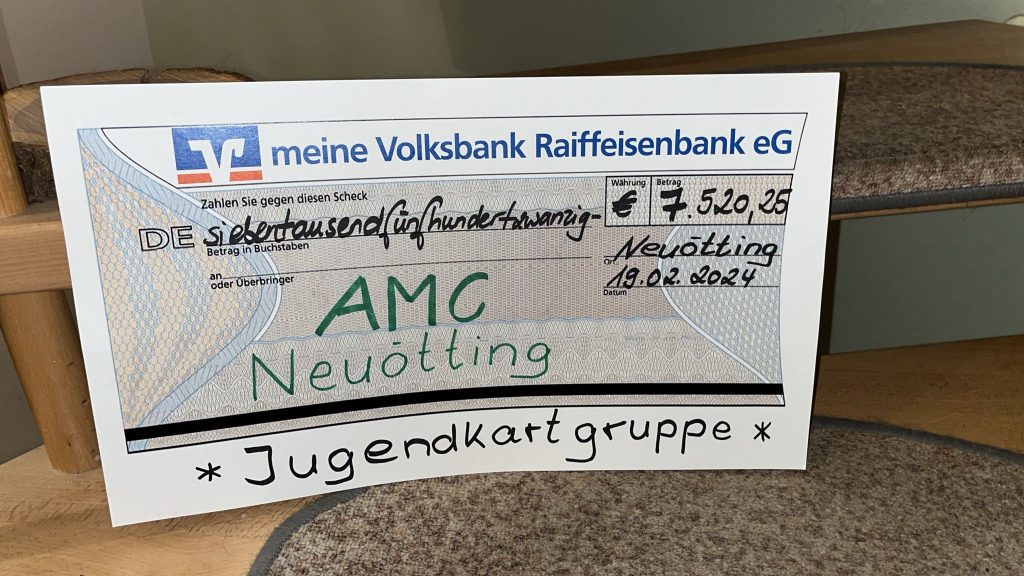 meine Volksbank Raiffeisenbank eG
Zahlen Sie gegen diesen Scheck
Währung
Betrag
€ 7.520,25
DE siebentausendfünfhundertzwanzig-
Betrag in Buchstaben
Neuötting
Ort
an
oder Überbringer
19.02.2024
Datum
AMC
Neuötting
* Jugendkartgruppe *